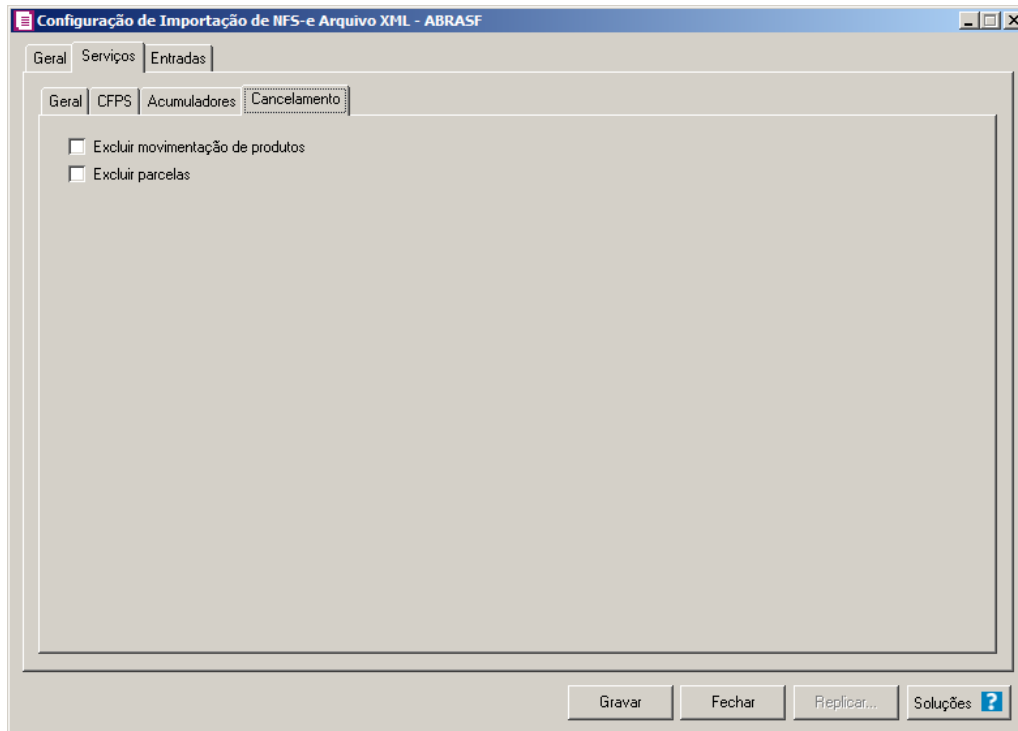 Configuração de Importação de NFS-e Arquivo XML - ABRASF
Geral Serviços Entradas
Geral CFPS Acumuladores Cancelamento
Excluir movimentação de produtos
Excluir parcelas
Gravar Fechar Replicar... Soluções ?